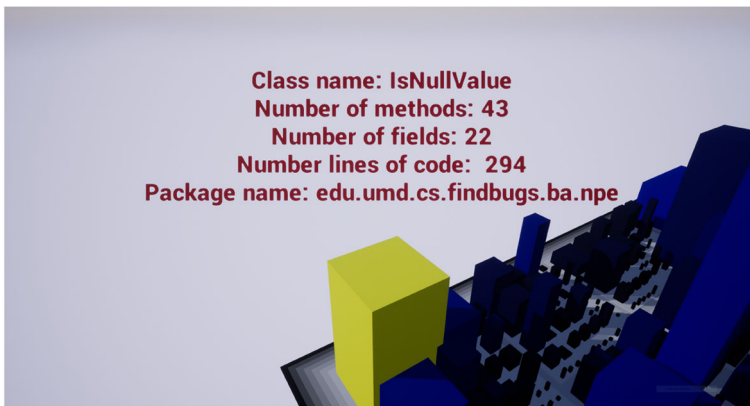 Class name: IsNullValue
Number of methods: 43
Number of fields: 22
Number lines of code: 294
Package name: edu.umd.cs.findbugs.ba.npe